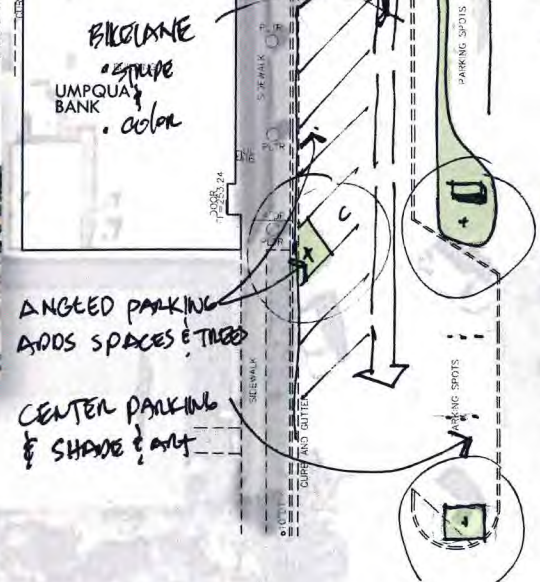 BIKELANE
• STRIPE
&
• COLOR
UMPQUA
BANK
SIDEWALK
PLTR
PLTR
PLTR
DOOR
PARKING SPOTS
C
ANGLED PARKING
ADDS SPACES & TREES
SIDEWALK
CURB AND GUTTER
PARKING SPOTS
CENTER PARKING
& SHADE & ART